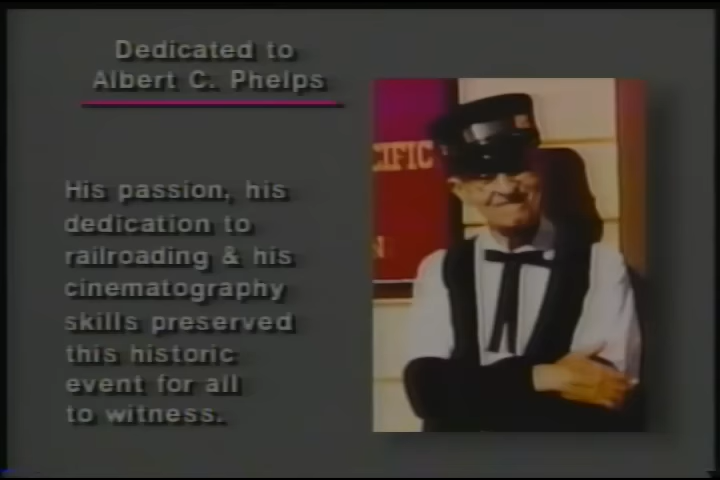 Dedicated to
Albert C. Phelps
His passion, his
dedication to
railroading & his
cinematography
skills preserved
this historic
event for all
to witness.
CIFIC
N